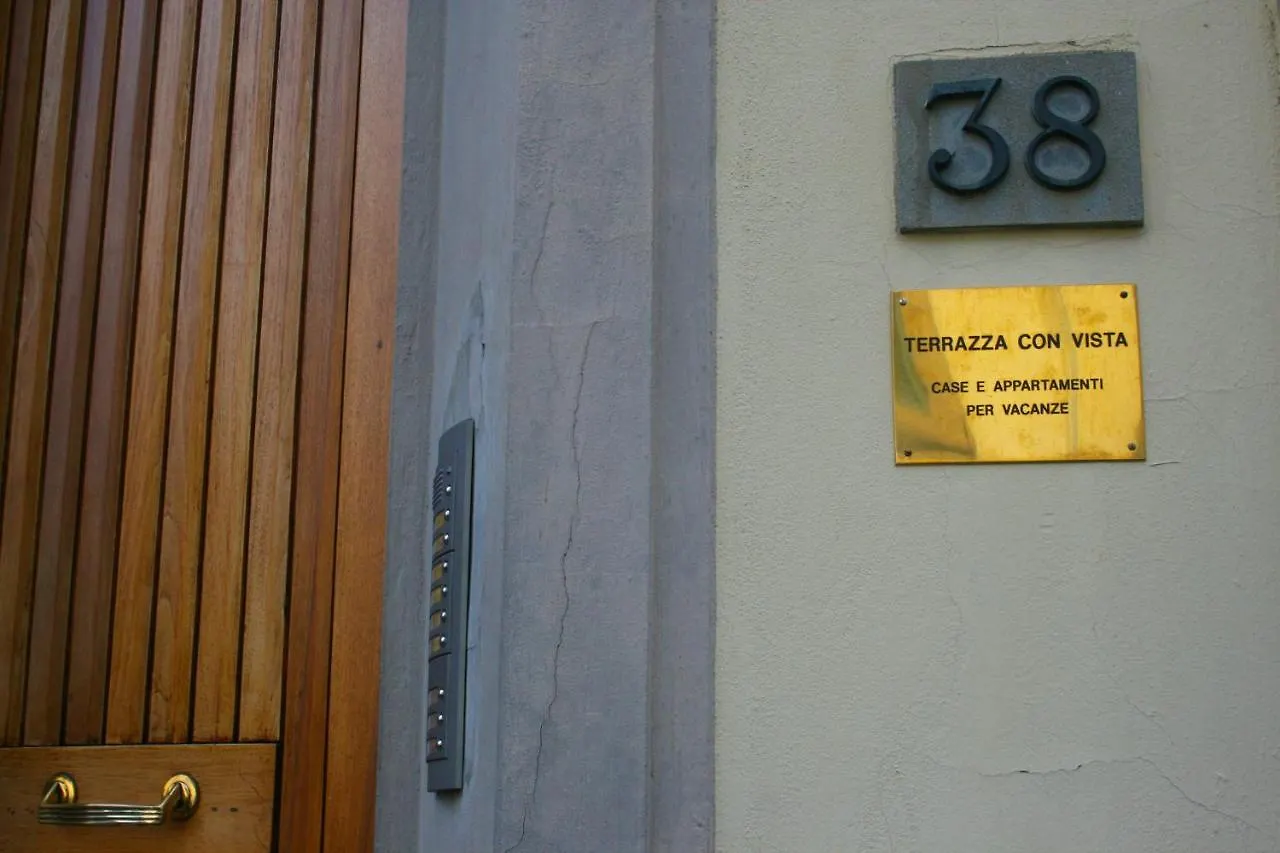 38
TERRAZZA CON VISTA
CASE E APPARTAMENTI
PER VACANZE